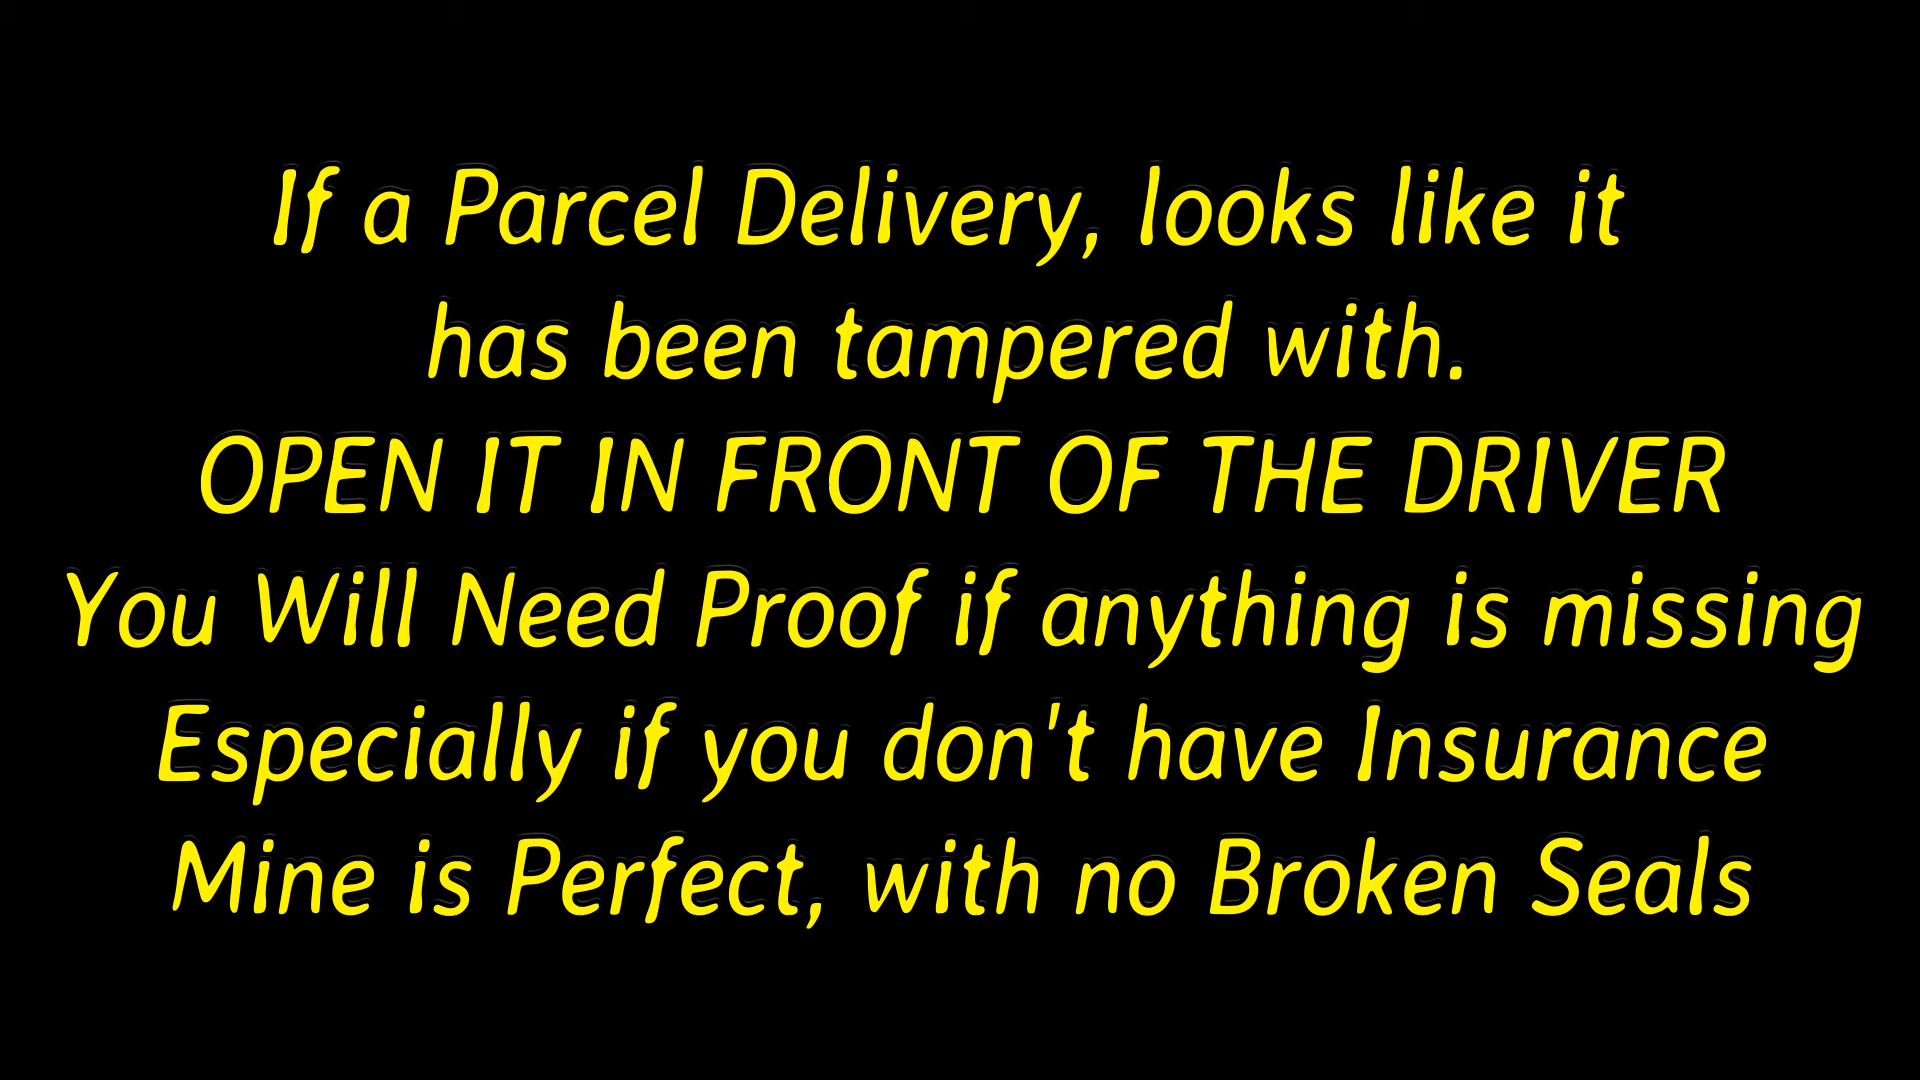 If a Parcel Delivery, looks like it
has been tampered with.
OPEN IT IN FRONT OF THE DRIVER
You Will Need Proof if anything is missing
Especially if you don't have Insurance
Mine is Perfect, with no Broken Seals